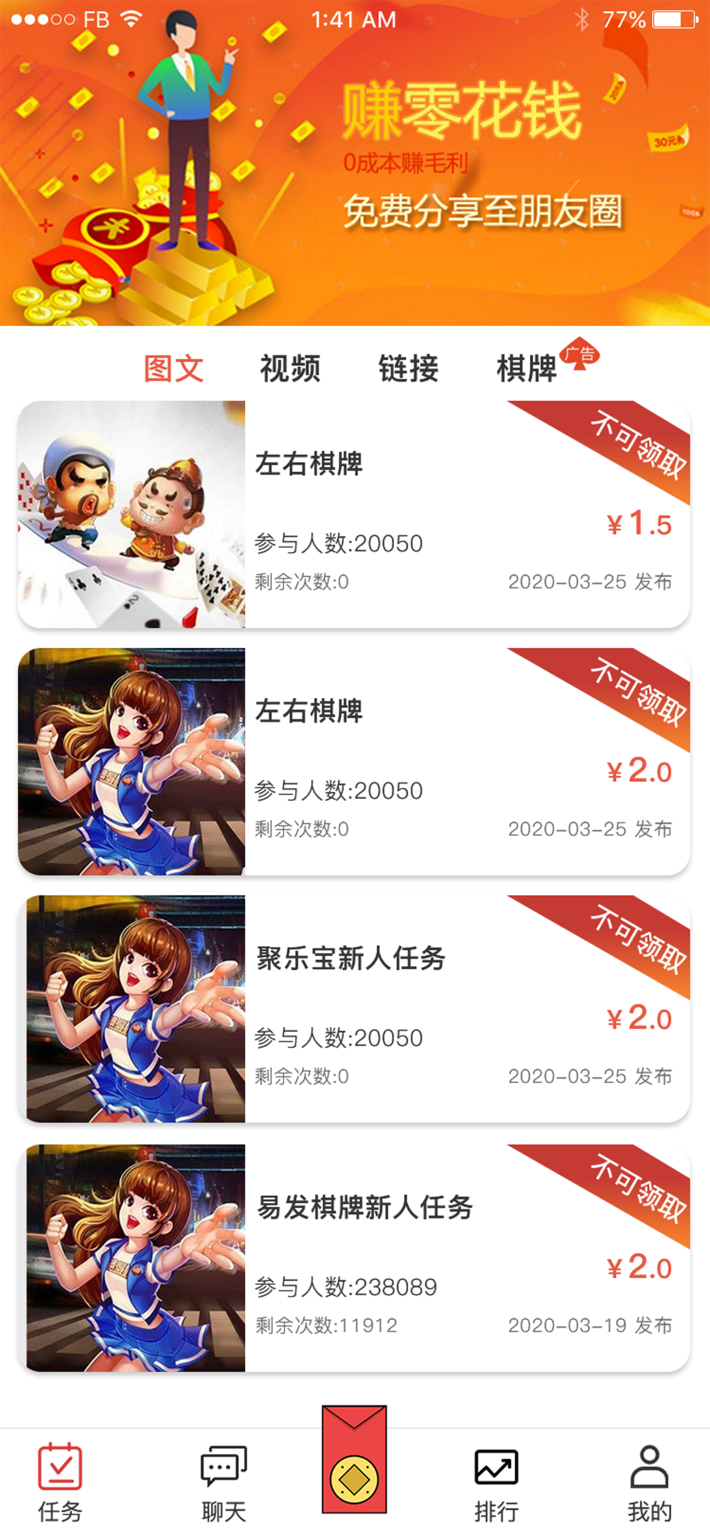 FB
1:41 AM
77%
赚零花钱
0成本赚毛利
30元
免费分享至朋友圈
图文
视频
链接
棋牌
广告
不可领取
左右棋牌
¥1.5
参与人数:20050
剩余次数:0
2020-03-25 发布
不可领取
左右棋牌
¥2.0
参与人数:20050
剩余次数:0
2020-03-25 发布
不可领取
聚乐宝新人任务
¥2.0
参与人数:20050
剩余次数:0
2020-03-25 发布
不可领取
易发棋牌新人任务
¥2.0
参与人数:238089
剩余次数:11912
2020-03-19 发布
任务
聊天
排行
我的